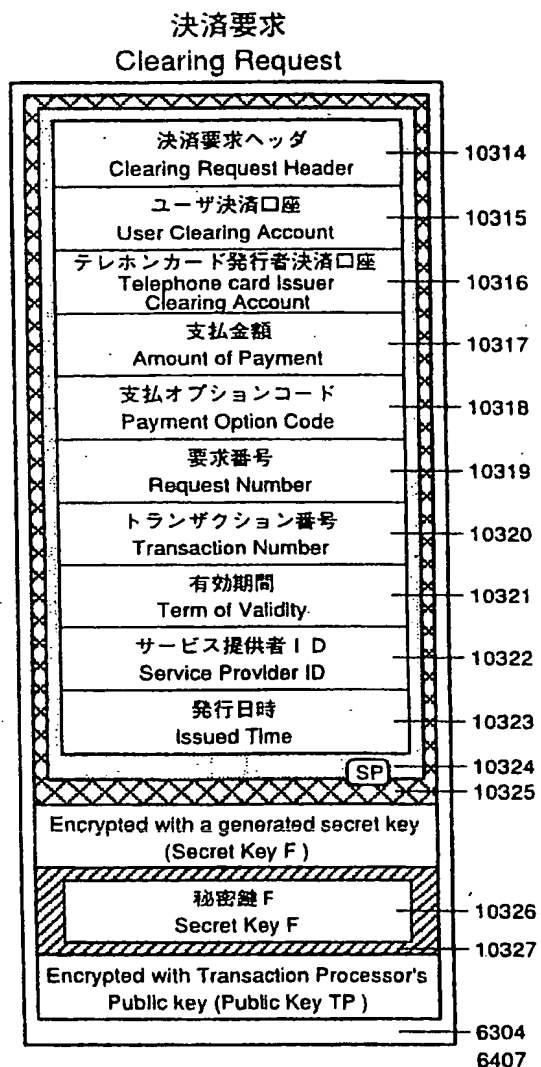 決済要求
Clearing Request
決済要求ヘッダ
Clearing Request Header
10314
ユーザ決済口座
User Clearing Account
10315
テレホンカード発行者決済口座
Telephone card Issuer
Clearing Account
10316
支払金額
Amount of Payment
10317
支払オプションコード
Payment Option Code
10318
要求番号
Request Number
10319
トランザクション番号
Transaction Number
10320
有効期間
Term of Validity
10321
サービス提供者ID
Service Provider ID
10322
発行日時
Issued Time
10323
SP
10324
10325
Encrypted with a generated secret key
(Secret Key F )
秘密鍵F
Secret Key F
10326
10327
Encrypted with Transaction Processor's
Public key (Public Key TP )
6304
6407